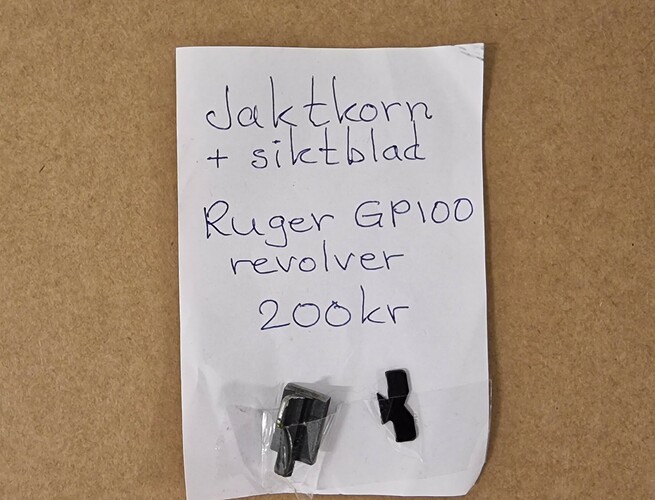 Jaktkorn
+ siktblad
Ruger GP100
revolver
200kr